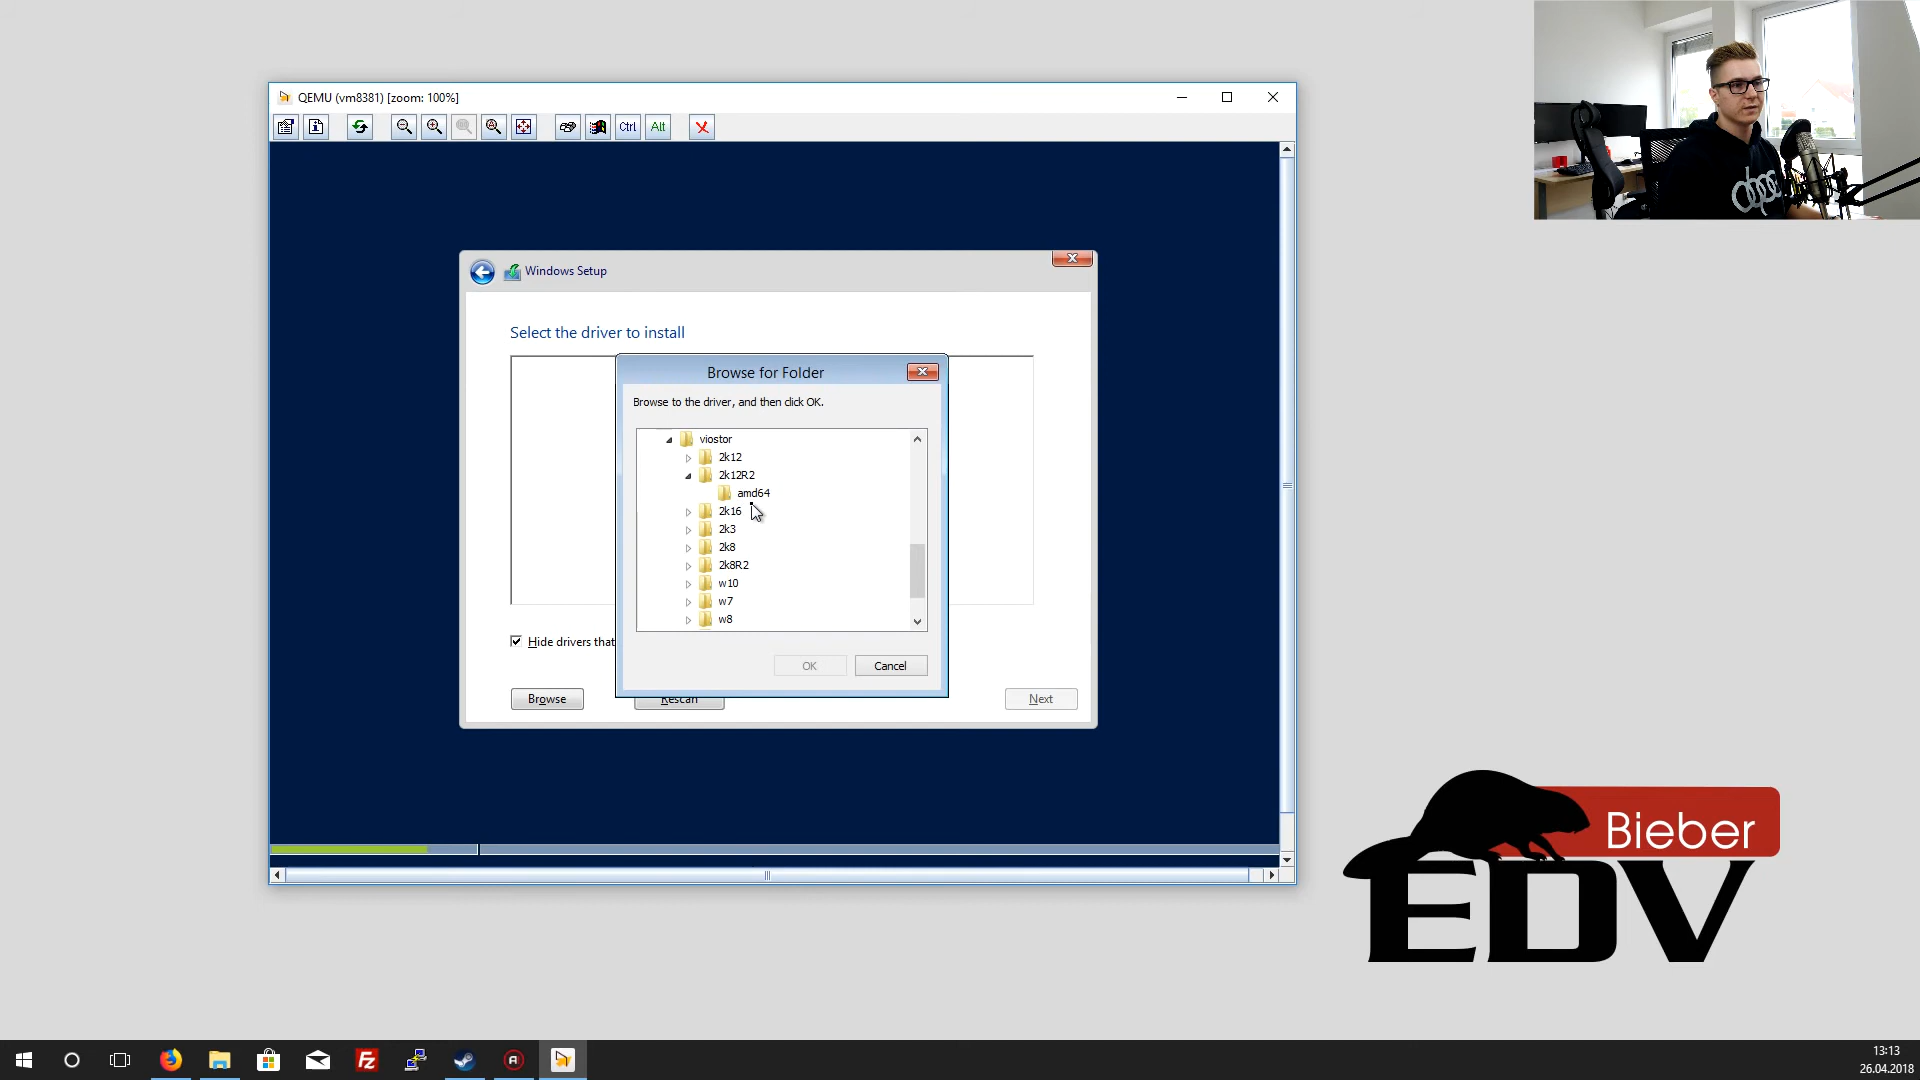 QEMU (vm8381) [zoom: 100%]
Ctrl
Alt
Windows Setup
Select the driver to install
Browse for Folder
Browse to the driver, and then click OK.
viostor
2k12
2k12R2
amd64
2k16
2k3
2k8
2k8R2
w10
w7
w8
OK
Cancel
Hide drivers that
Browse
Rescan
Next
Bieber
EDV
13:13
26.04.2018